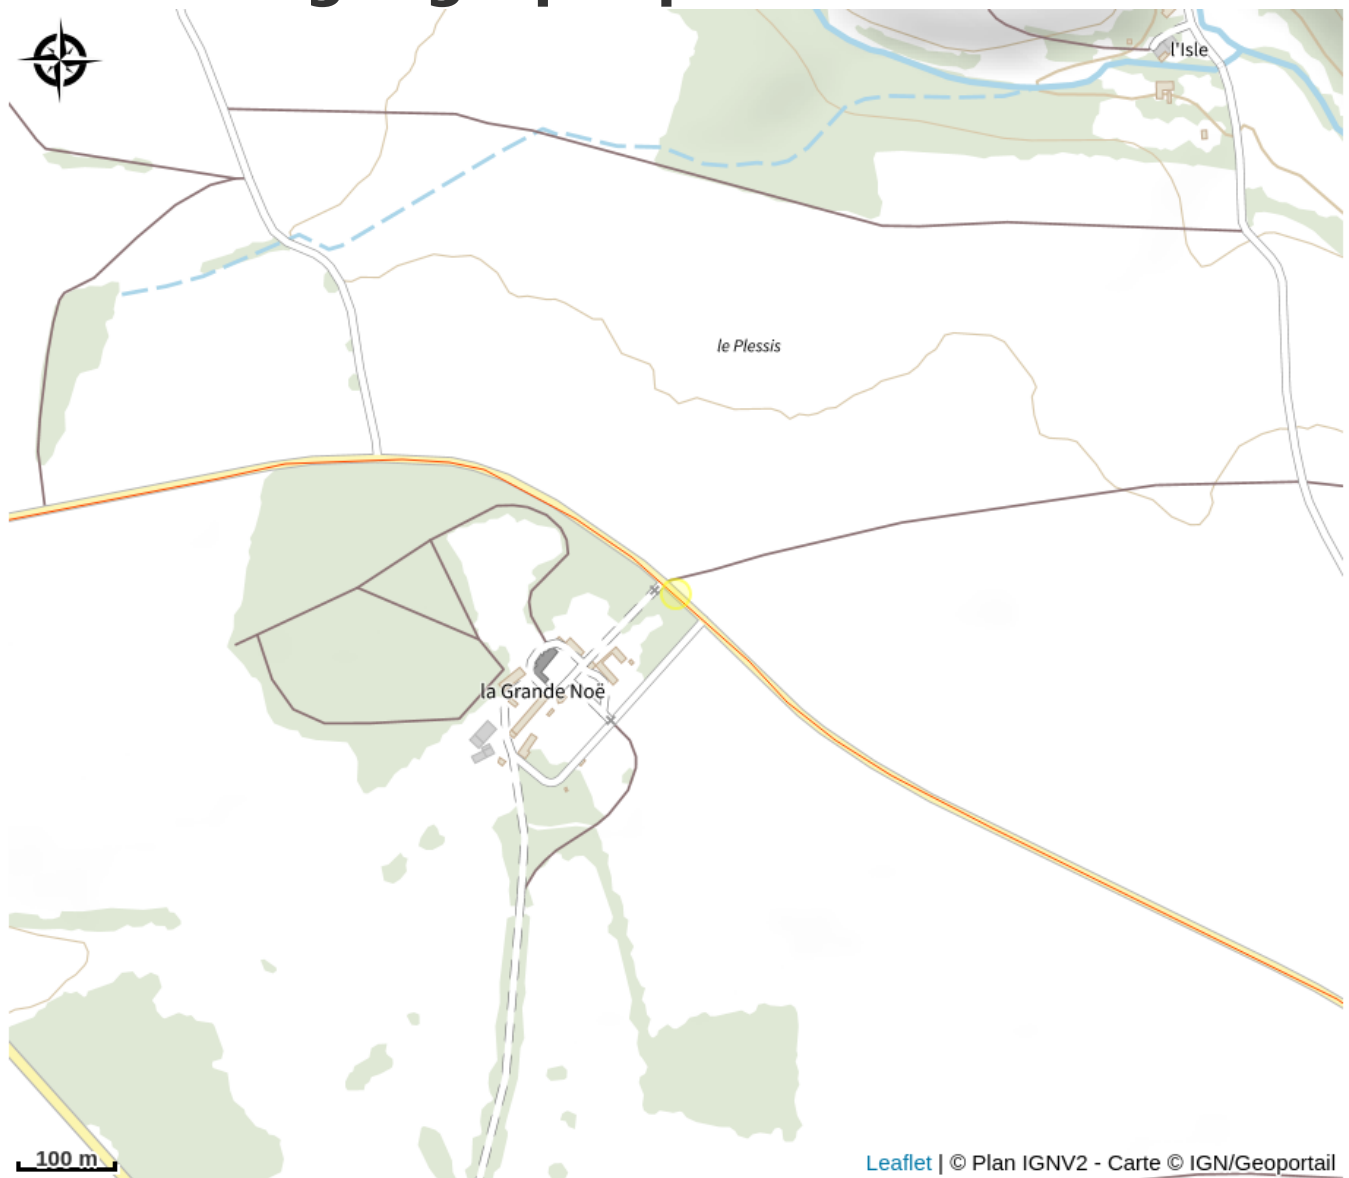 l'Isle
le Plessis
la Grande Noë
100 m
Leaflet | © Plan IGNV2 - Carte © IGN/Geoportail